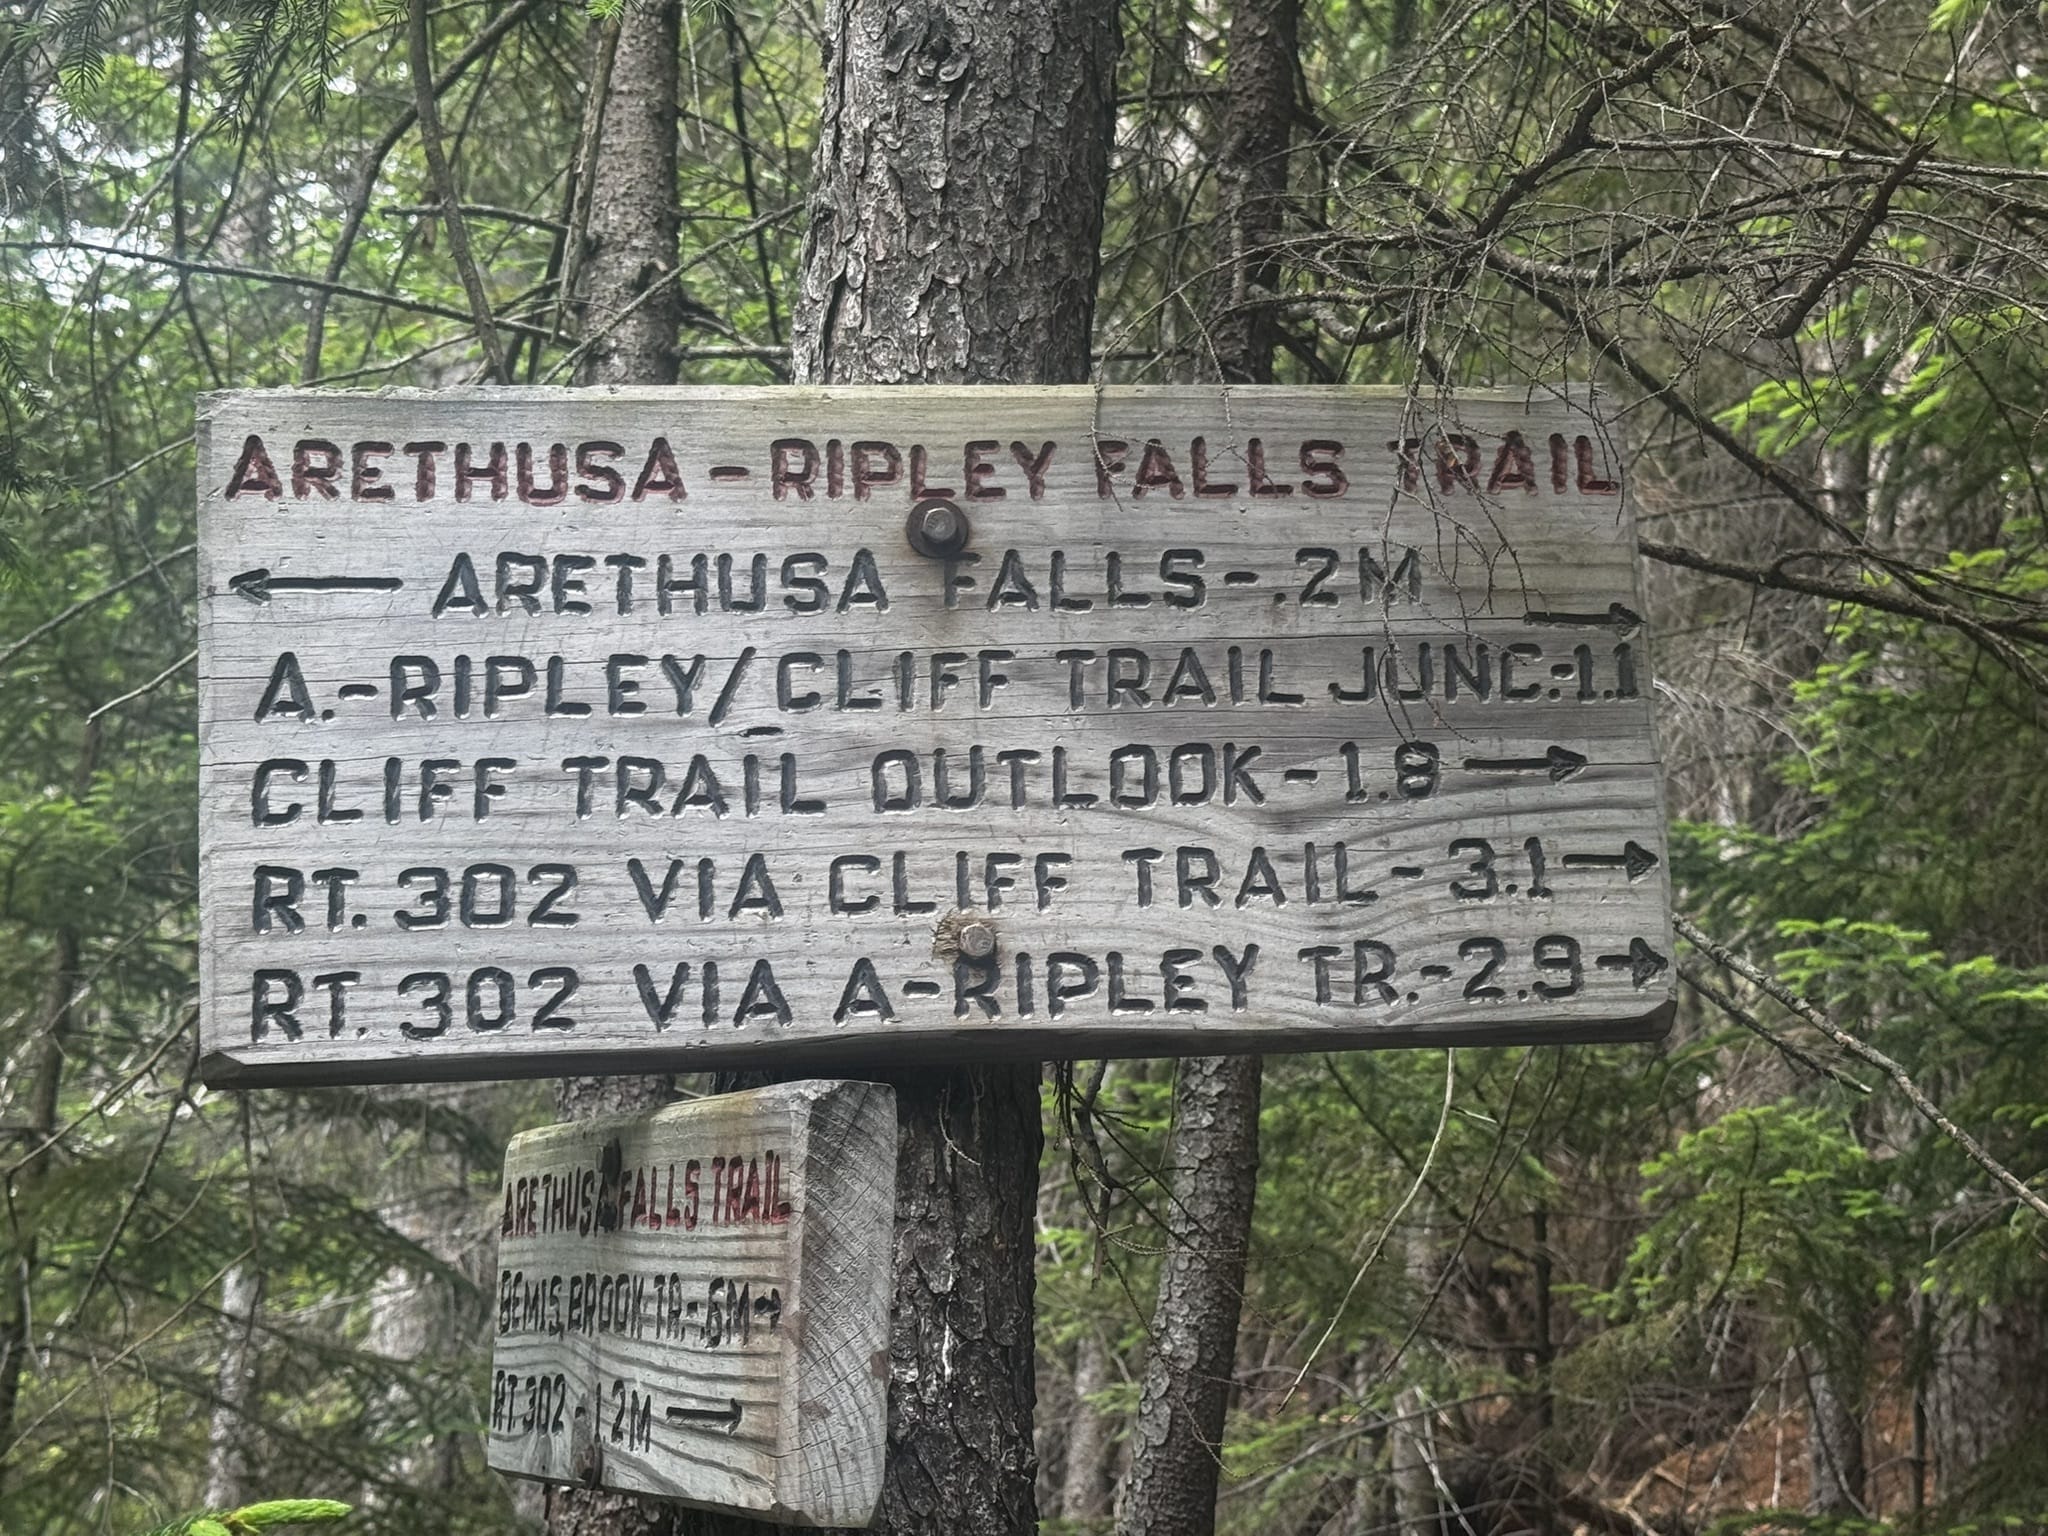 ARETHUSA - RIPLEY FALLS TRAIL
← ARETHUSA FALLS - .2M
→
A.-RIPLEY/CLIFF TRAIL JUNC.-1.1
CLIFF TRAIL OUTLOOK - 1.8 →
RT. 302 VIA CLIFF TRAIL - 3.1 →
RT. 302 VIA A-RIPLEY TR.-2.9 →
ARETHUSA FALLS TRAIL
BEMIS BROOK TR.-.6M →
RT. 302 - 1.2M →